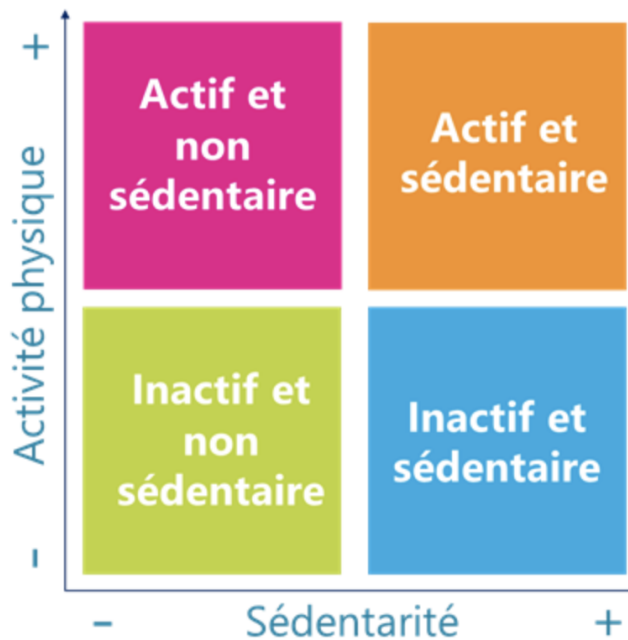 +
Activité physique
-
Actif et
non
sédentaire
Actif et
sédentaire
Inactif et
non
sédentaire
Inactif et
sédentaire
- Sédentarité +